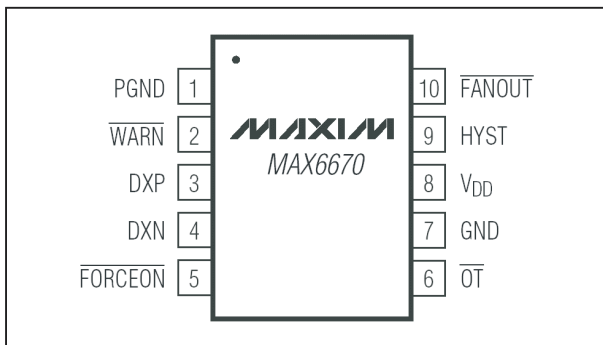 PGND 1
WARN 2
DXP 3
DXN 4
FORCEON 5
MAXIM
MAX6670
10 FANOUT
9 HYST
8 VDD
7 GND
6 OT